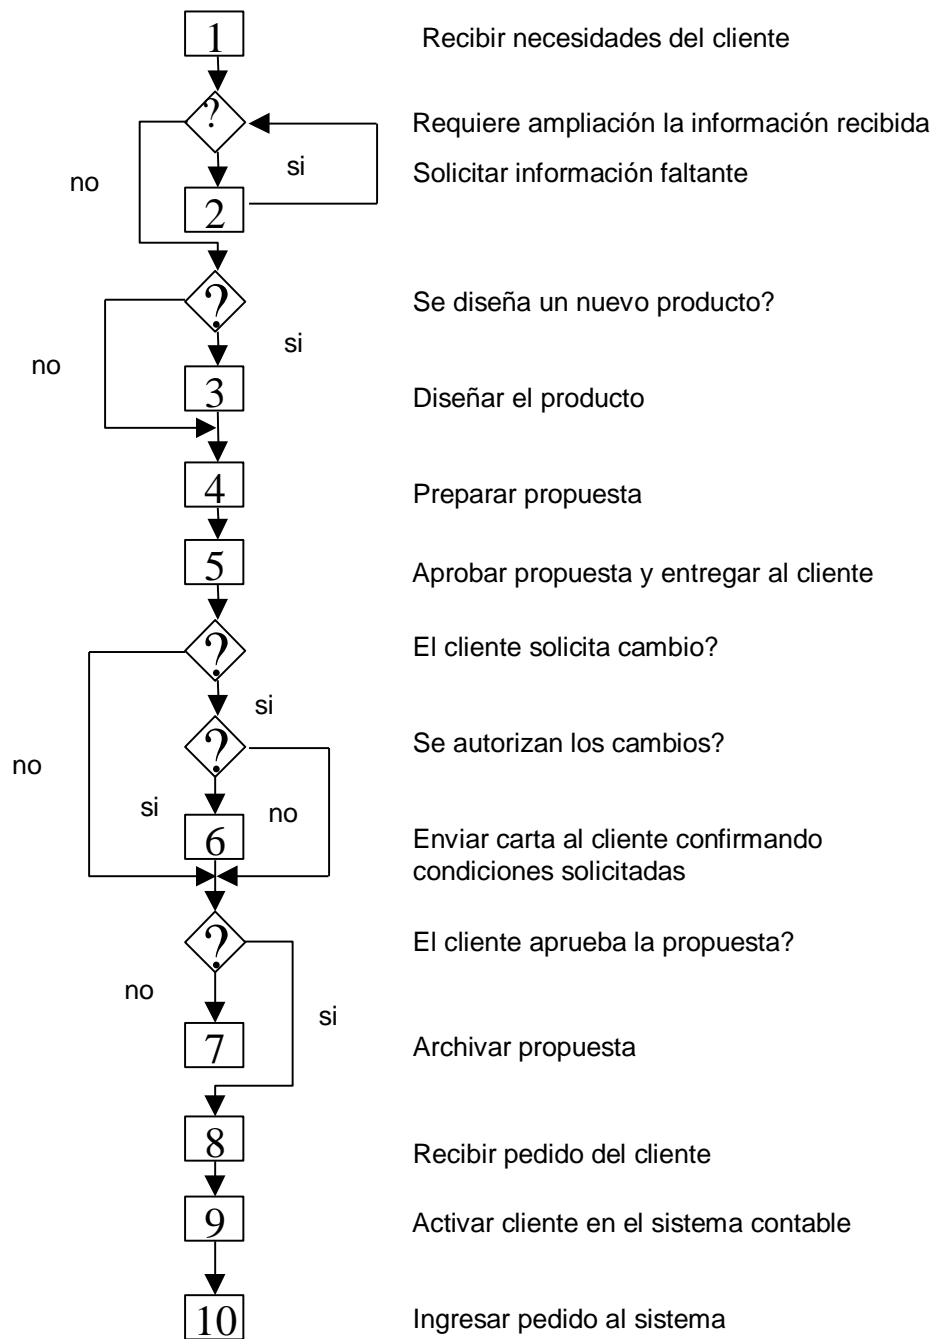 1 Recibir necesidades del cliente
? Requiere ampliación la información recibida
si
no
Solicitar información faltante
2
? Se diseña un nuevo producto?
si
no
3 Diseñar el producto
4 Preparar propuesta
5 Aprobar propuesta y entregar al cliente
? El cliente solicita cambio?
si
? Se autorizan los cambios?
no
si
no
6 Enviar carta al cliente confirmando
condiciones solicitadas
? El cliente aprueba la propuesta?
no
si
7 Archivar propuesta
8 Recibir pedido del cliente
9 Activar cliente en el sistema contable
10 Ingresar pedido al sistema